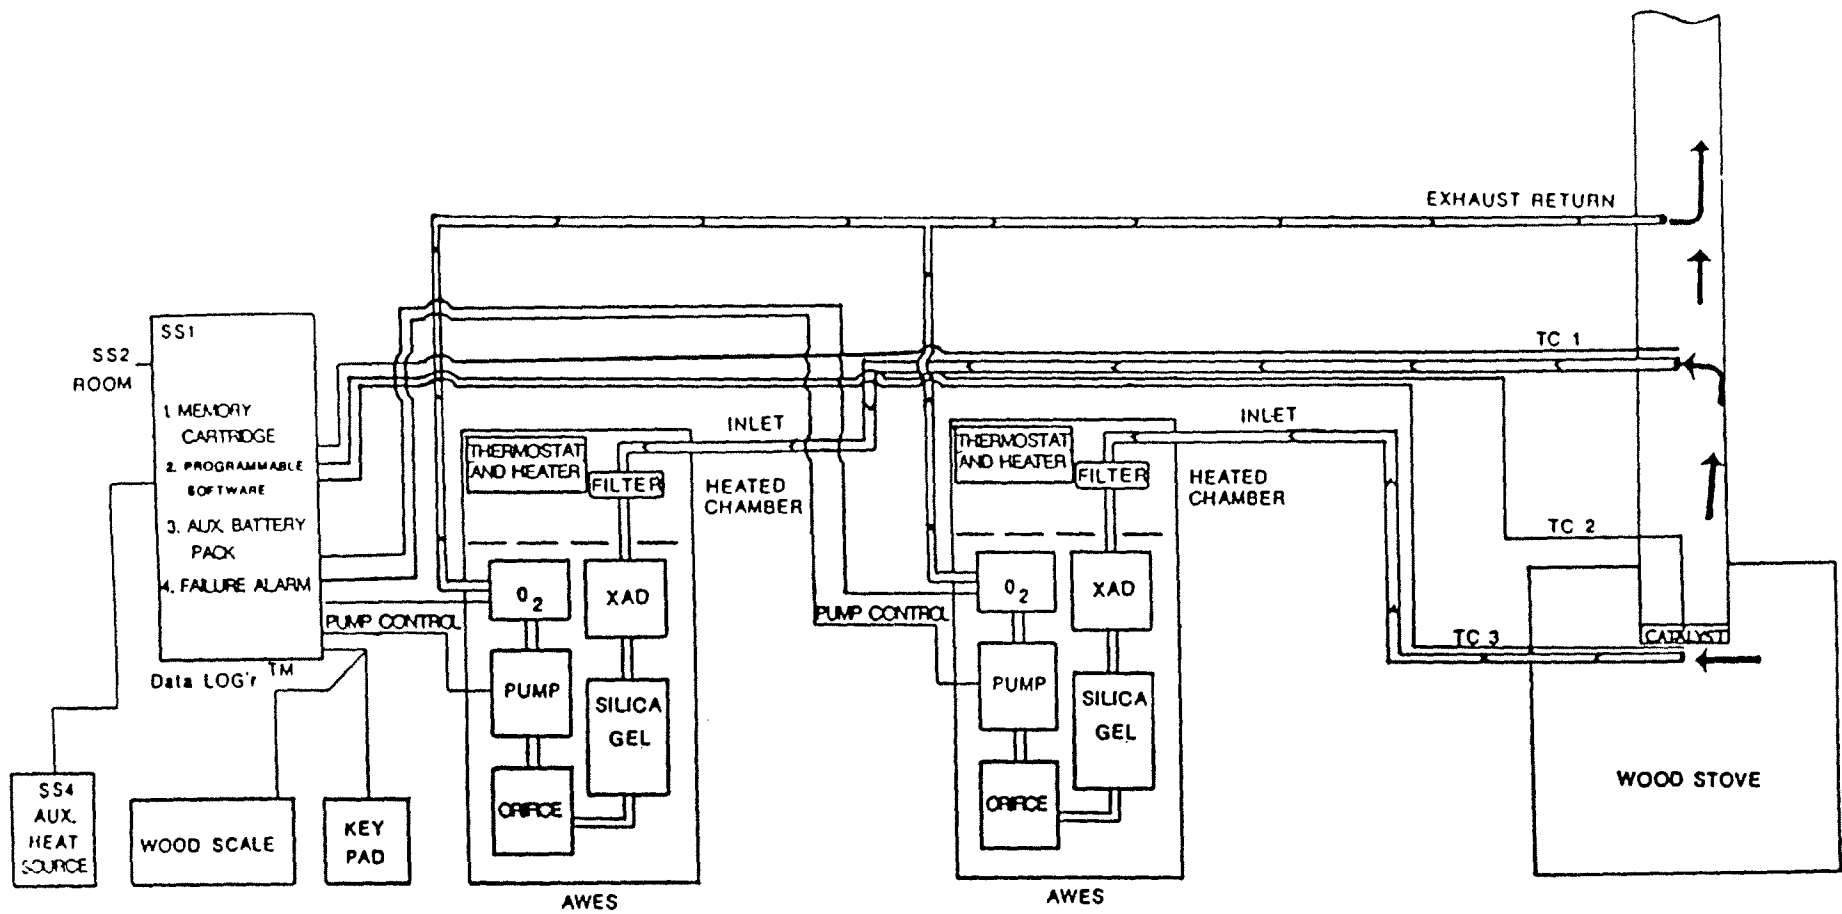 EXHAUST RETURN
SS1
SS2
ROOM
TC 1
1. MEMORY
CARTRIDGE
2. PROGRAMMABLE
SOFTWARE
3. AUX. BATTERY
PACK
4. FAILURE ALARM
PUMP CONTROL
Data LOG'r TM
SS4
AUX.
HEAT
SOURCE
WOOD SCALE
KEY
PAD
THERMOSTAT
AND HEATER
FILTER
INLET
HEATED
CHAMBER
O2
XAD
PUMP
SILICA
GEL
ORIFICE
AWES
PUMP CONTROL
THERMOSTAT
AND HEATER
FILTER
INLET
HEATED
CHAMBER
O2
XAD
PUMP
SILICA
GEL
ORIFICE
AWES
TC 2
TC 3
CATALYST
WOOD STOVE